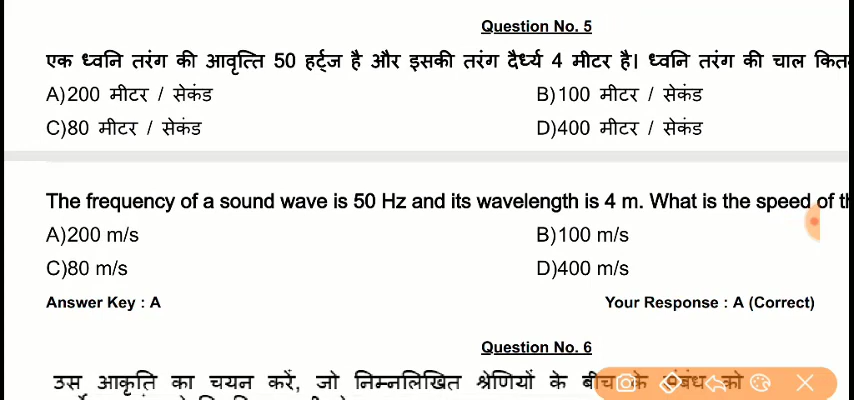 Question No. 5
एक ध्वनि तरंग की आवृत्ति 50 हर्ट्ज है और इसकी तरंग दैर्ध्य 4 मीटर है। ध्वनि तरंग की चाल
A)200 मीटर / सेकंड B)100 मीटर / सेकंड
C)80 मीटर / सेकंड D)400 मीटर / सेकंड
The frequency of a sound wave is 50 Hz and its wavelength is 4 m. What is the speed of
A)200 m/s B)100 m/s
C)80 m/s D)400 m/s
Answer Key : A Your Response : A (Correct)
Question No. 6
उस आकृति का चयन करें, जो निम्नलिखित श्रेणियों के बीच के संबंध को